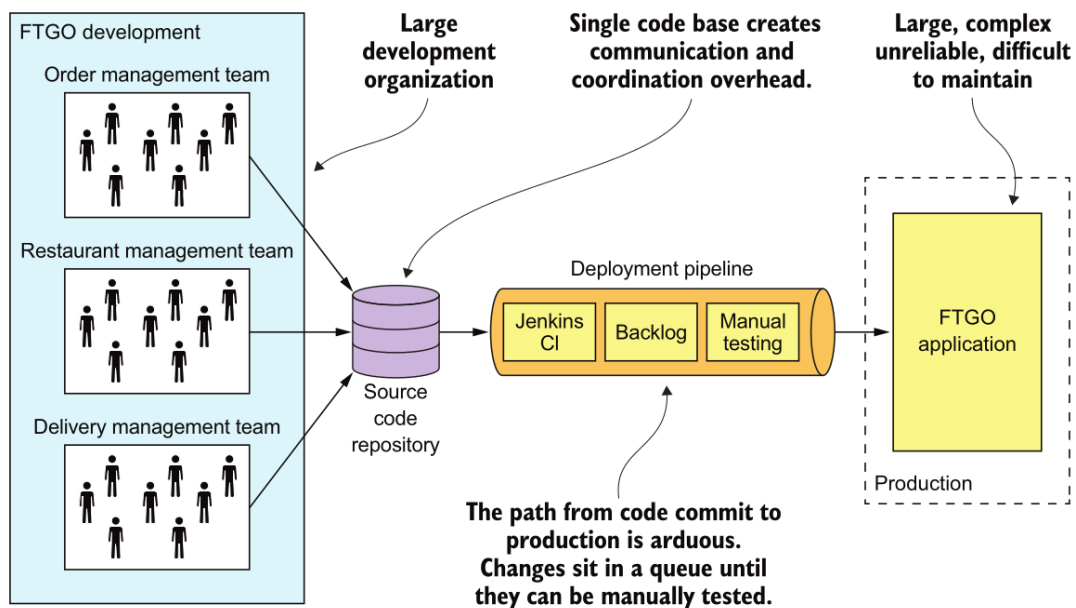 FTGO development
Order management team
Restaurant management team
Delivery management team
Large
development
organization
Single code base creates
communication and
coordination overhead.
Large, complex
unreliable, difficult
to maintain
Source
code
repository
Deployment pipeline
Jenkins
CI
Backlog
Manual
testing
FTGO
application
Production
The path from code commit to
production is arduous.
Changes sit in a queue until
they can be manually tested.